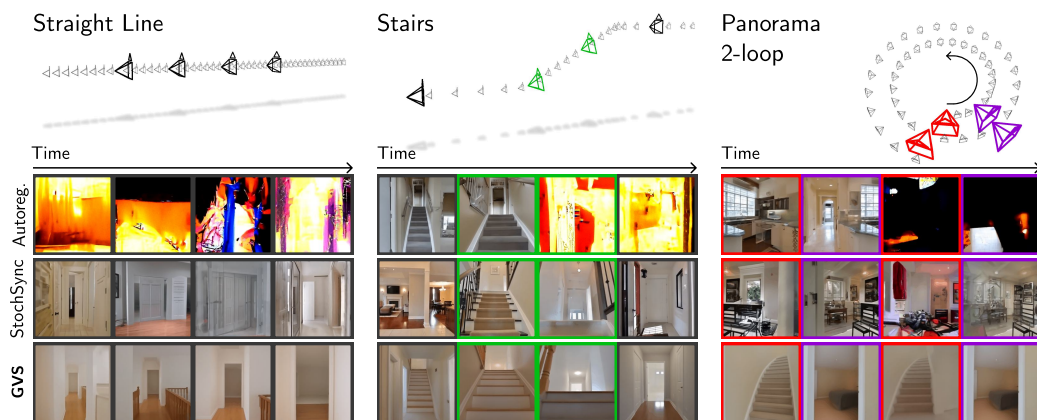 Straight Line
Stairs
Panorama
2-loop
Time
Time
Time
Autoreg.
StochSync
GVS